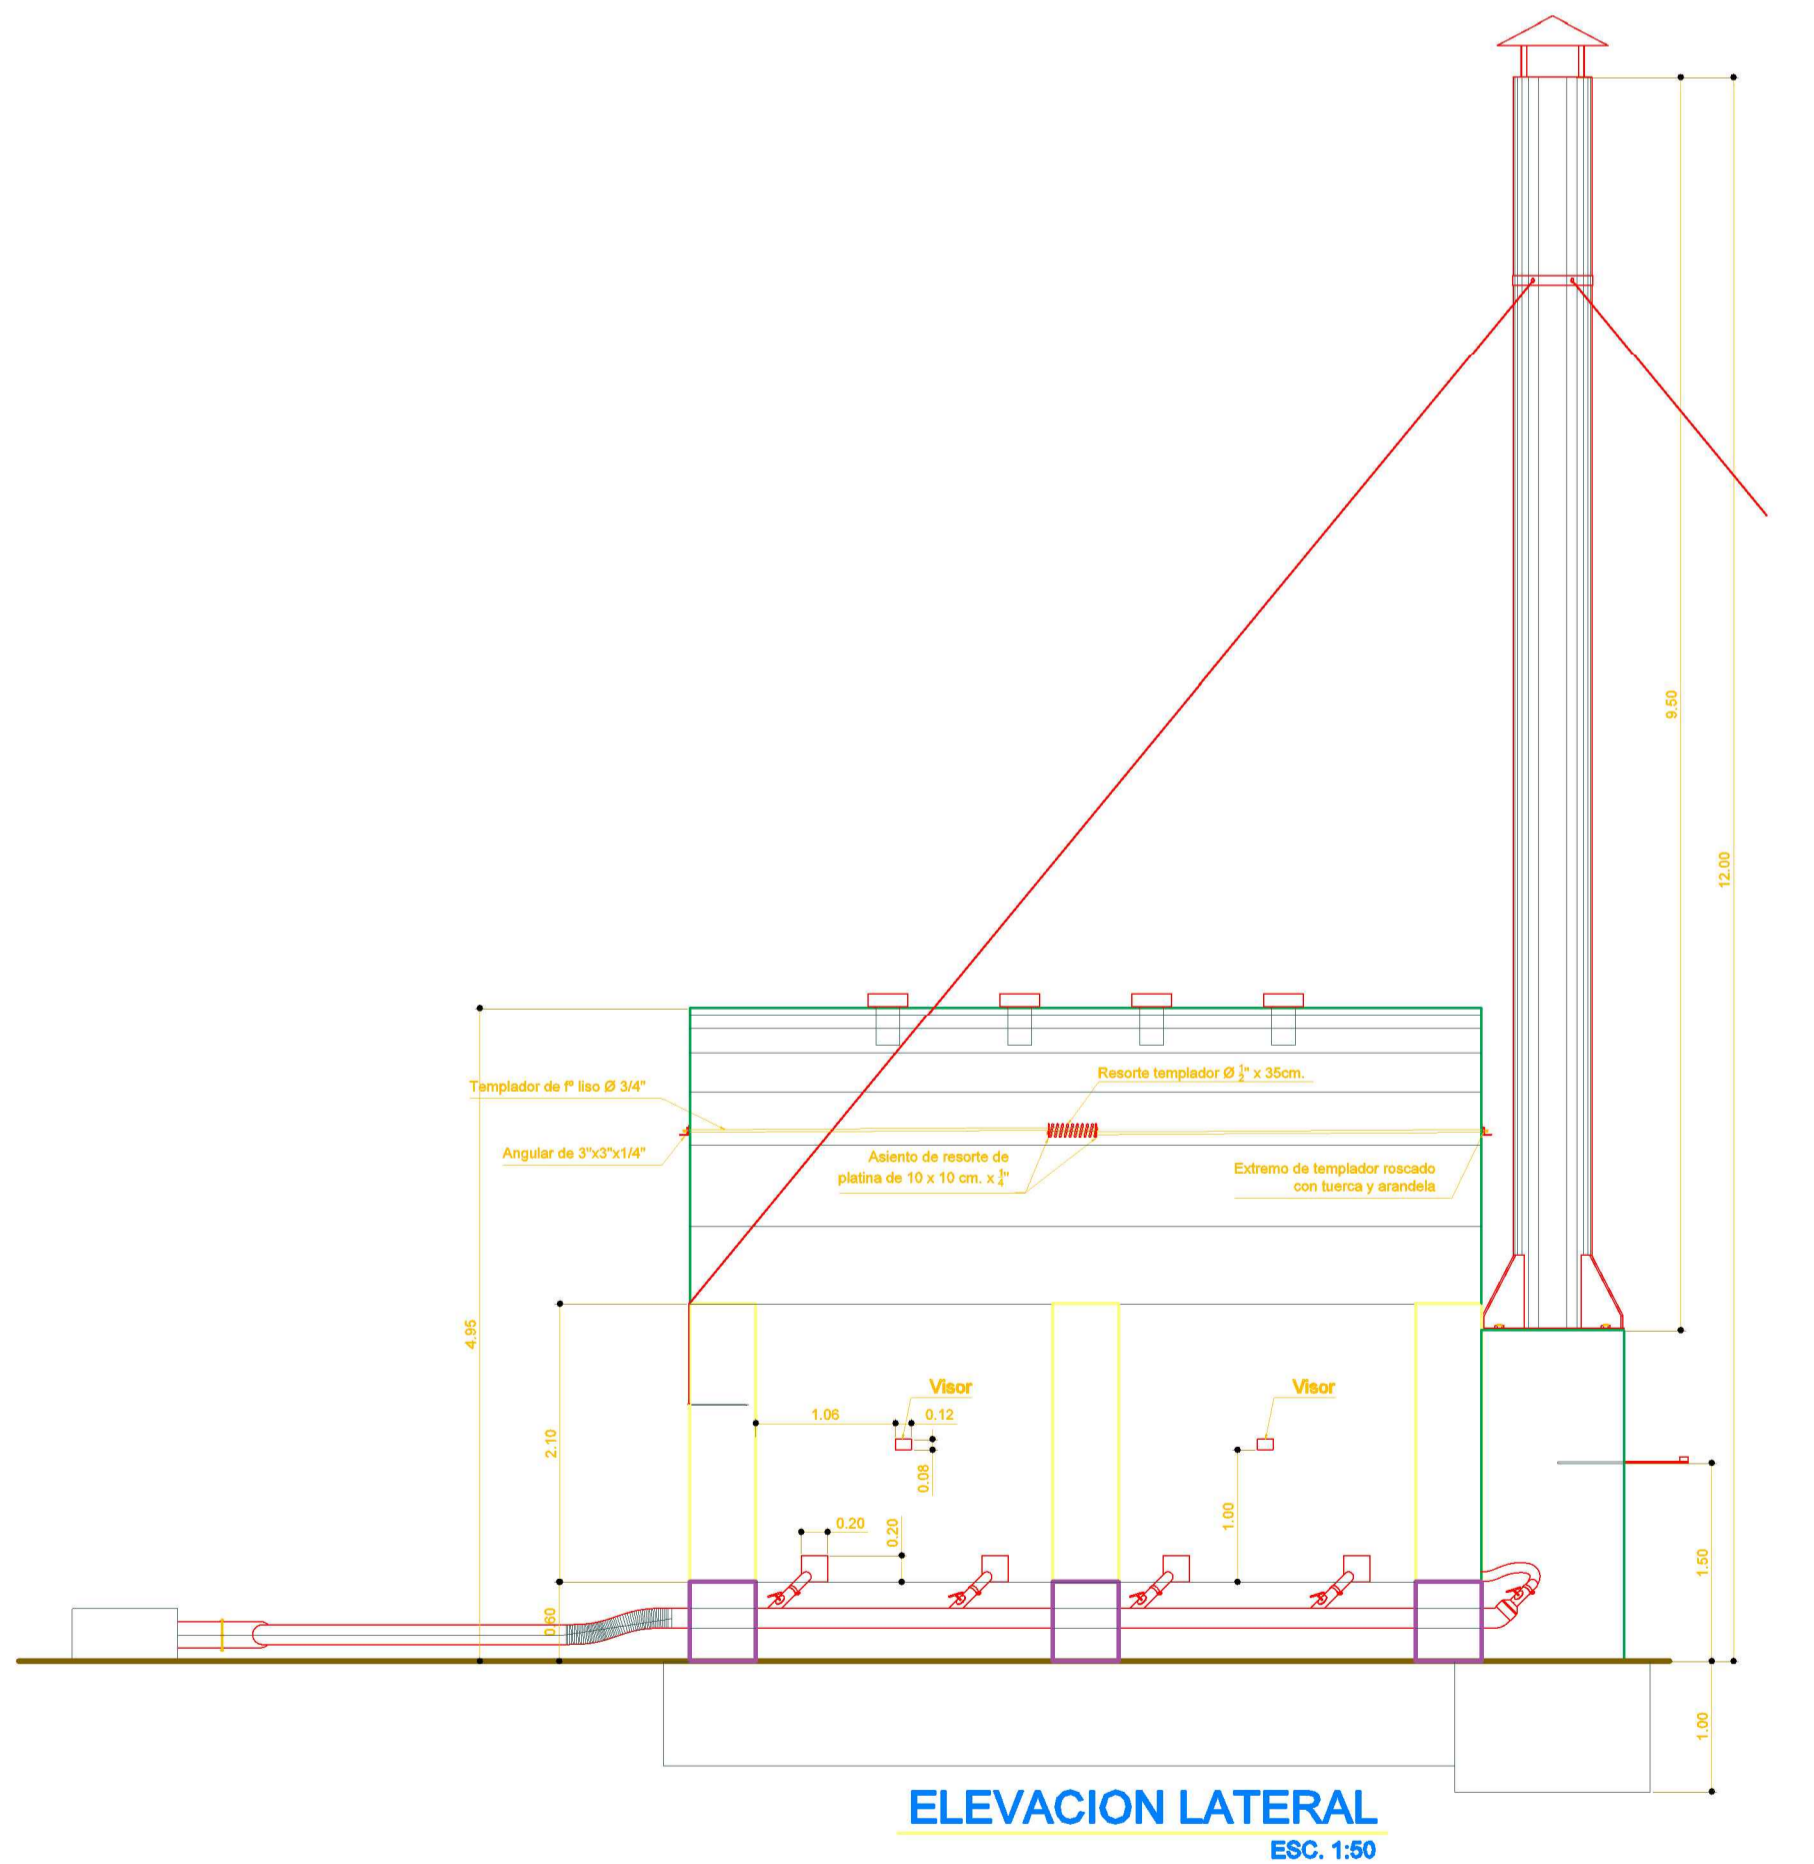 9.50
12.00
Templador de fº liso Ø 3/4"
Resorte templador Ø 1/2" x 35cm.
Angular de 3"x3"x1/4"
Asiento de resorte de
platina de 10 x 10 cm. x 1/4"
Extremo de templador roscado
con tuerca y arandela
4.95
2.10
Visor
Visor
1.06
0.12
0.08
1.00
0.20
0.20
1.50
0.60
1.00
ELEVACION LATERAL
ESC. 1:50